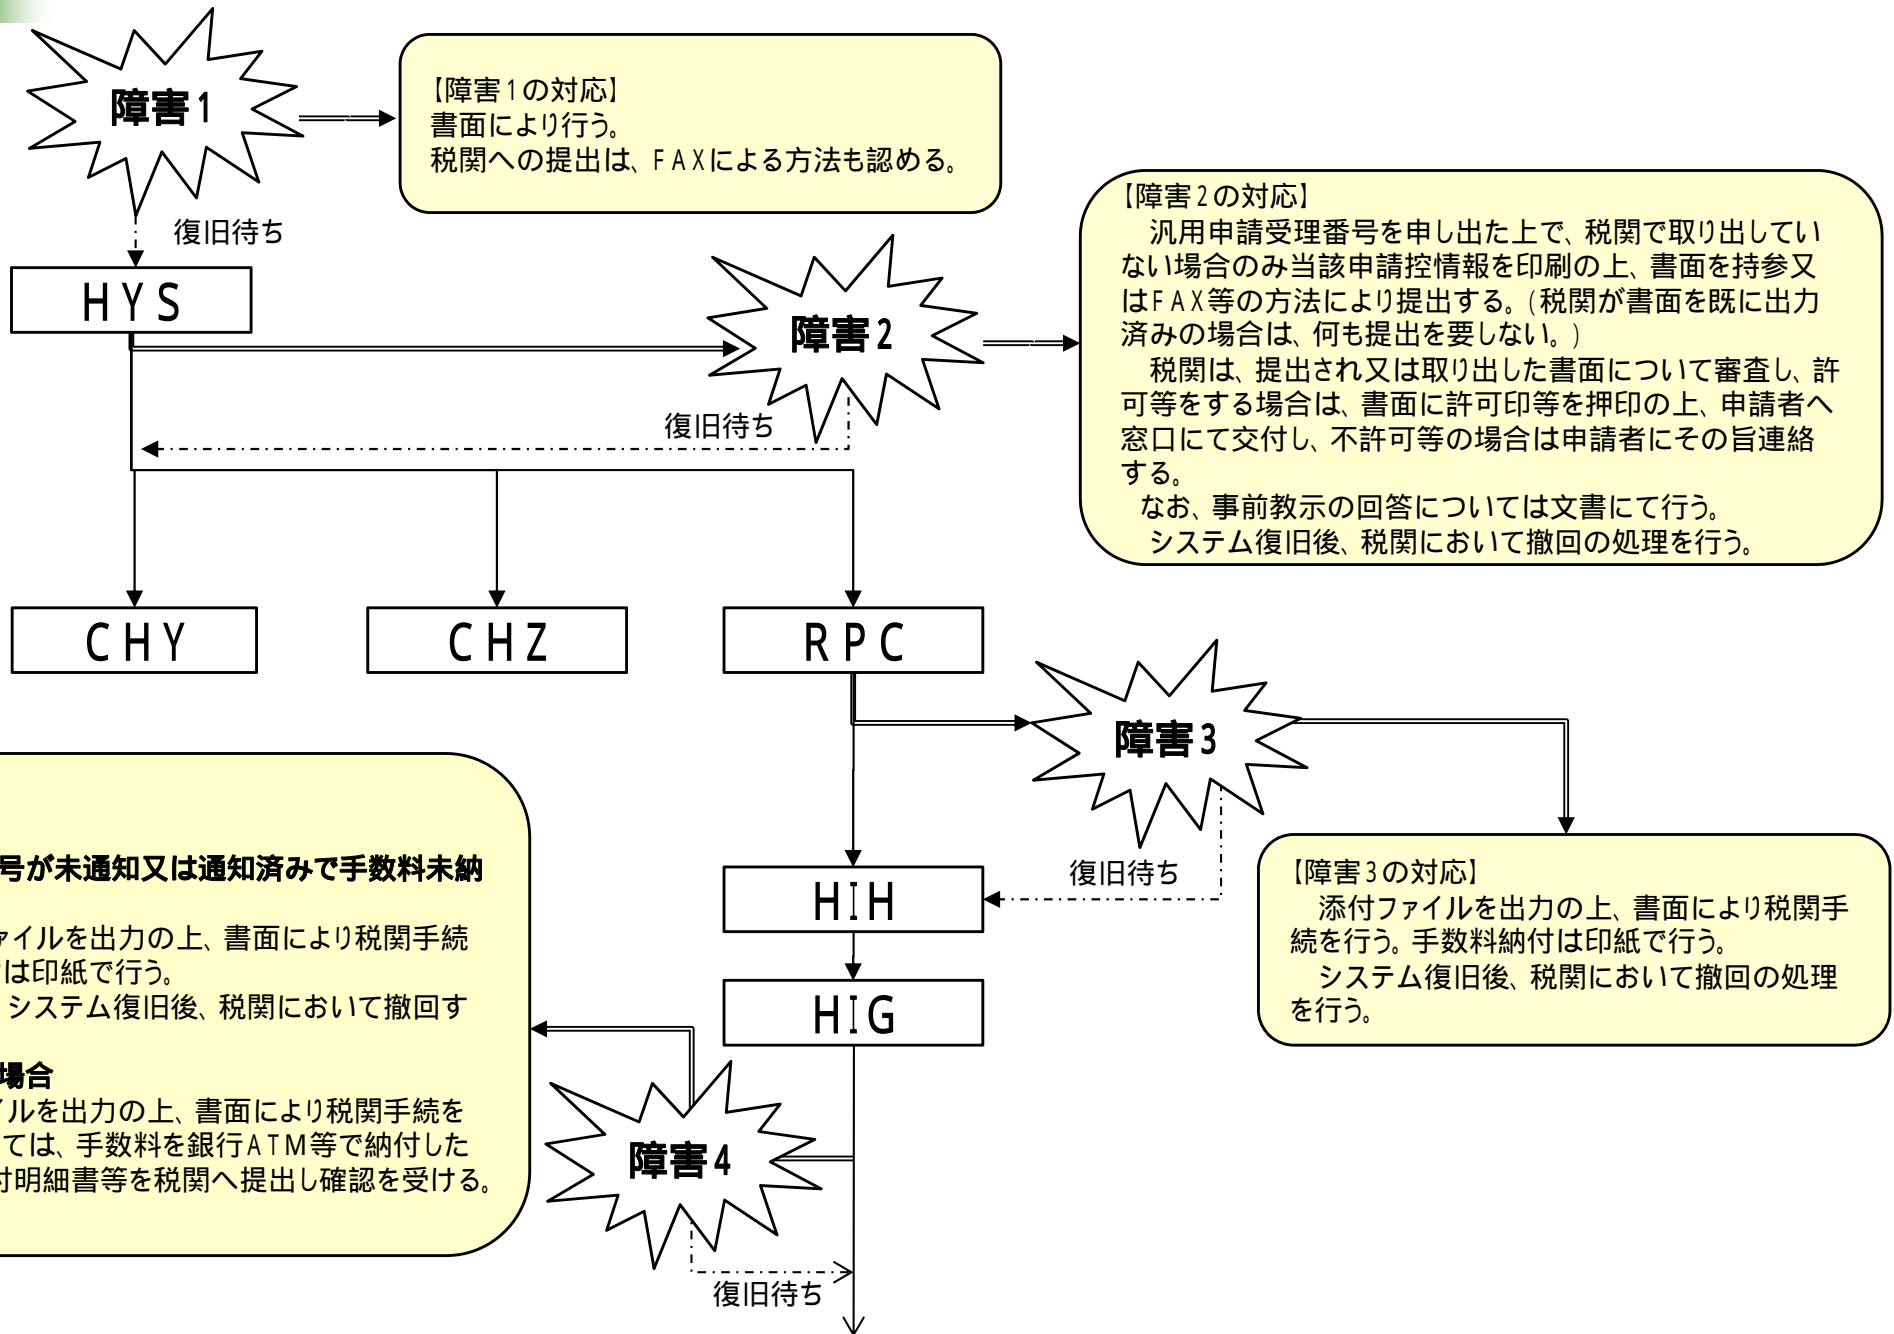 障害1
【障害1の対応】
書面により行う。
税関への提出は、FAXによる方法も認める。
復旧待ち
HYS
障害2
【障害2の対応】
汎用申請受理番号を申し出た上で、税関で取り出してい
ない場合のみ当該申請控情報を印刷の上、書面を持参又
はFAX等の方法により提出する。(税関が書面を既に出力
済みの場合は、何も提出を要しない。)
税関は、提出され又は取り出した書面について審査し、許
可等をする場合は、書面に許可印等を押印の上、申請者へ
窓口にて交付し、不許可等の場合は申請者にその旨連絡
する。
なお、事前教示の回答については文書にて行う。
システム復旧後、税関において撤回の処理を行う。
復旧待ち
CHY
CHZ
RPC
障害3
復旧待ち
【障害3の対応】
添付ファイルを出力の上、書面により税関手
続を行う。手数料納付は印紙で行う。
システム復旧後、税関において撤回の処理
を行う。
HIH
HIG
号が未通知又は通知済みで手数料未納
ァイルを出力の上、書面により税関手続
は印紙で行う。
システム復旧後、税関において撤回す
場合
イルを出力の上、書面により税関手続を
ては、手数料を銀行ATM等で納付した
付明細書等を税関へ提出し確認を受ける。
障害4
復旧待ち